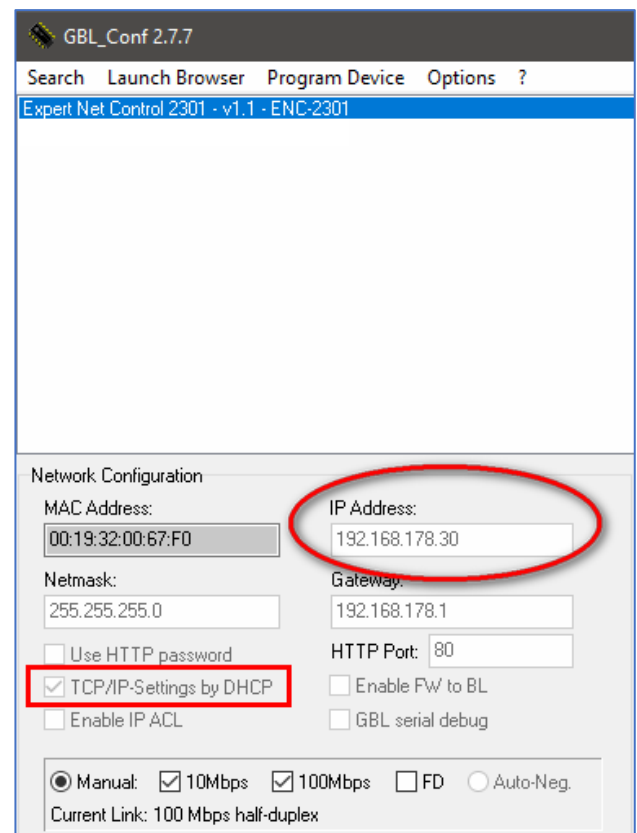 GBL_Conf 2.7.7
Search Launch Browser Program Device Options ?
Expert Net Control 2301 - v1.1 - ENC-2301
Network Configuration
MAC Address: IP Address:
00:19:32:00:67:F0 192.168.178.30
Netmask: Gateway:
255.255.255.0 192.168.178.1
Use HTTP password HTTP Port: 80
TCP/IP-Settings by DHCP Enable FW to BL
Enable IP ACL GBL serial debug
Manual: 10Mbps 100Mbps FD Auto-Neg.
Current Link: 100 Mbps half-duplex